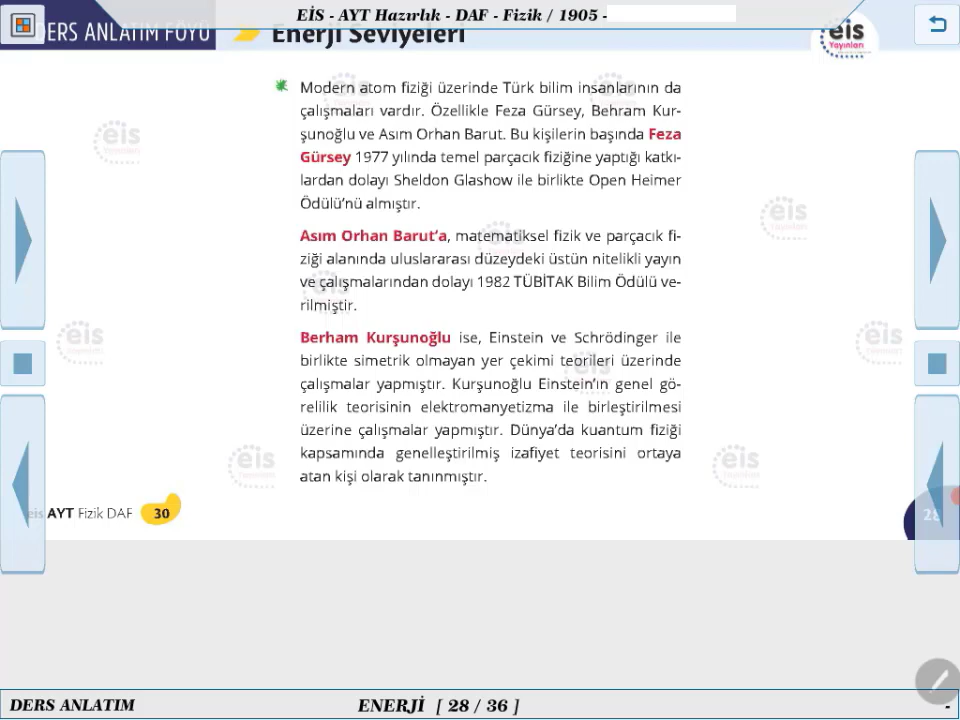 EİS - AYT Hazırlık - DAF - Fizik / 1905 -
DERS ANLATIM FÖYÜ
Enerji Seviyeleri
eis
Yayınları
Modern atom fiziği üzerinde Türk bilim insanlarının da
çalışmaları vardır. Özellikle Feza Gürsey, Behram Kur-
şunoğlu ve Asım Orhan Barut. Bu kişilerin başında Feza
Gürsey 1977 yılında temel parçacık fiziğine yaptığı katkı-
lardan dolayı Sheldon Glashow ile birlikte Open Heimer
Ödülü'nü almıştır.
Asım Orhan Barut'a, matematiksel fizik ve parçacık fi-
ziği alanında uluslararası düzeydeki üstün nitelikli yayın
ve çalışmalarından dolayı 1982 TÜBİTAK Bilim Ödülü ve-
rilmiştir.
Berham Kurşunoğlu ise, Einstein ve Schrödinger ile
birlikte simetrik olmayan yer çekimi teorileri üzerinde
çalışmalar yapmıştır. Kurşunoğlu Einstein'ın genel gö-
relilik teorisinin elektromanyetizma ile birleştirilmesi
üzerine çalışmalar yapmıştır. Dünya'da kuantum fiziği
kapsamında genelleştirilmiş izafiyet teorisini ortaya
atan kişi olarak tanınmıştır.
eis AYT Fizik DAF 30
28
DERS ANLATIM
ENERJİ [ 28 / 36 ]
-